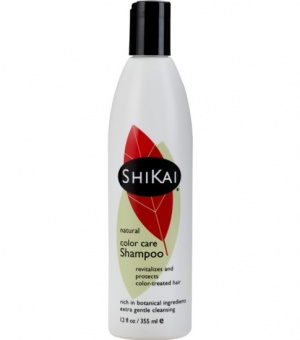 SHIKAI®
natural
color care
Shampoo
revitalizes and
protects
color-treated hair
rich in botanical ingredients
extra gentle cleansing
12 fl oz / 355 ml e